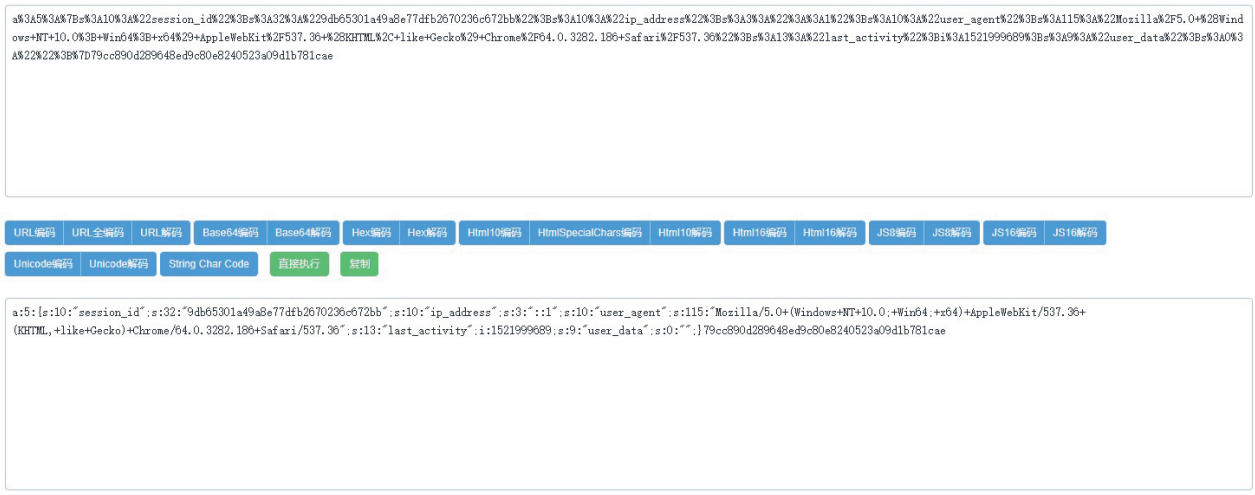 a%3A5%3A%7Bs%3A10%3A%22session_id%22%3Bs%3A32%3A%229db65301a49a8e77dfb2670236c672bb%22%3Bs%3A10%3A%22ip_address%22%3Bs%3A3%3A%22%3A%3A1%22%3Bs%3A10%3A%22user_agent%22%3Bs%3A115%3A%22Mozilla%2F5.0+%28Wind
ows+NT+10.0%3B+Win64%3B+x64%29+AppleWebKit%2F537.36+%28KHTML%2C+like+Gecko%29+Chrome%2F64.0.3282.186+Safari%2F537.36%22%3Bs%3A13%3A%22last_activity%22%3Bi%3A1521999689%3Bs%3A9%3A%22user_data%22%3Bs%3A0%3
A%22%22%3B%7D79cc890d289648ed9c80e8240523a09d1b781cae
URL编码 URL全编码 URL解码 Base64编码 Base64解码 Hex编码 Hex解码 Html10编码 HtmlSpecialChars编码 Html10解码 Html16编码 Html16解码 JS8编码 JS8解码 JS16编码 JS16解码
Unicode编码 Unicode解码 String Char Code 直接执行 复制
a:5:{s:10:"session_id";s:32:"9db65301a49a8e77dfb2670236c672bb";s:10:"ip_address";s:3:"::1";s:10:"user_agent";s:115:"Mozilla/5.0+(Windows+NT+10.0;+Win64;+x64)+AppleWebKit/537.36+
(KHTML,+like+Gecko)+Chrome/64.0.3282.186+Safari/537.36";s:13:"last_activity";i:1521999689;s:9:"user_data";s:0:"";}79cc890d289648ed9c80e8240523a09d1b781cae